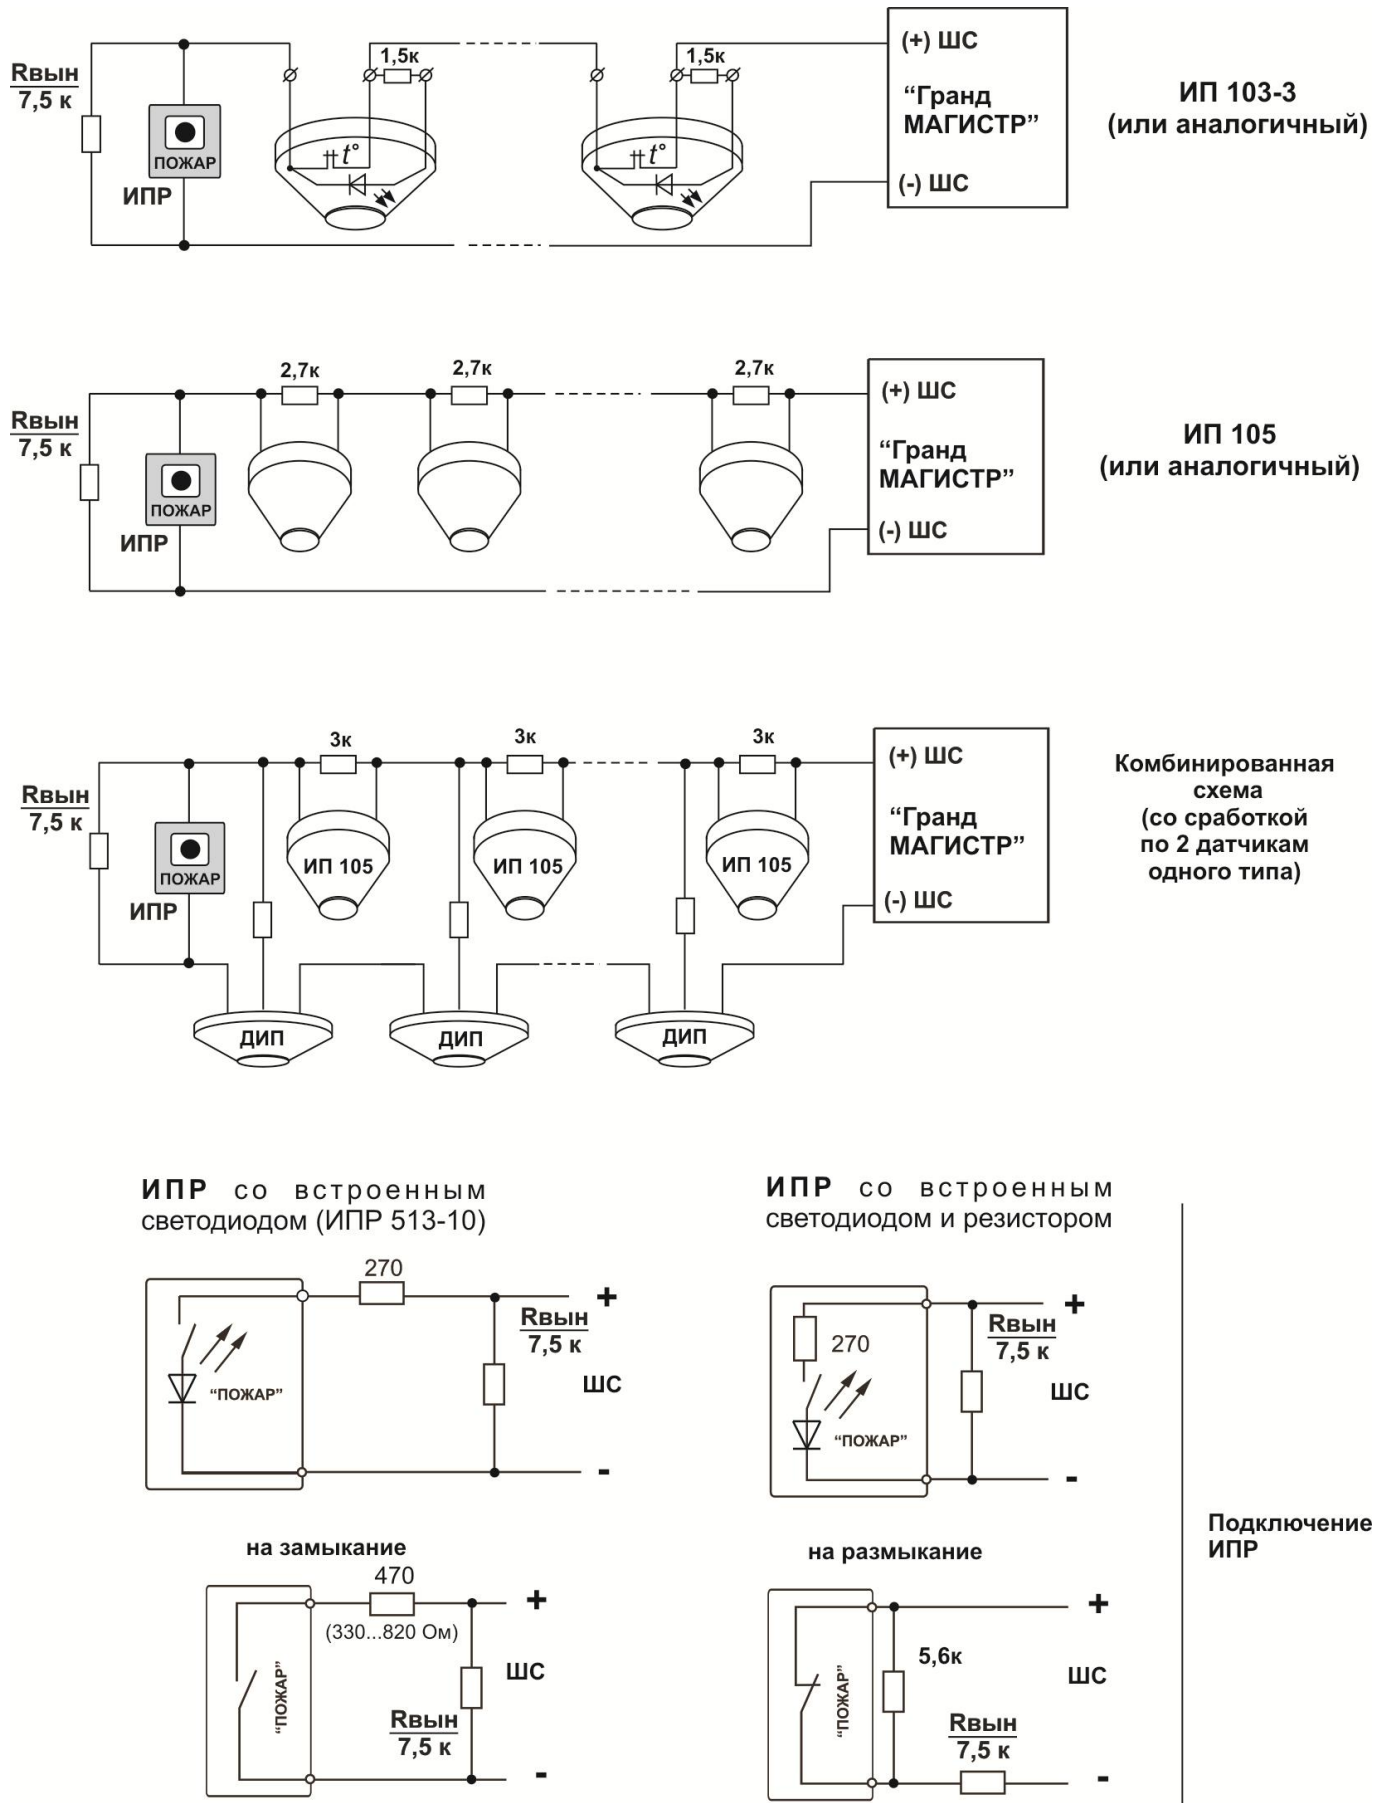 1,5к
1,5к
(+) ШС
Rвын
7,5 к
“Гранд
МАГИСТР”
ИП 103-3
(или аналогичный)
ПОЖАР
ИПР
t°
t°
(-) ШС
2,7к
2,7к
2,7к
(+) ШС
Rвын
7,5 к
“Гранд
МАГИСТР”
ИП 105
(или аналогичный)
ПОЖАР
ИПР
(-) ШС
3к
3к
3к
(+) ШС
Rвын
7,5 к
“Гранд
МАГИСТР”
Комбинированная
схема
(со сработкой
по 2 датчикам
одного типа)
ПОЖАР
ИПР
ИП 105
ИП 105
ИП 105
(-) ШС
ДИП
ДИП
ДИП
ИПР со встроенным
светодиодом (ИПР 513-10)
270
+
Rвын
7,5 к
“ПОЖАР”
ШС
-
ИПР со встроенным
светодиодом и резистором
+
Rвын
7,5 к
270
ШС
“ПОЖАР”
-
на замыкание
470
+
(330...820 Ом)
“ПОЖАР”
ШС
Rвын
7,5 к
-
на размыкание
+
5,6к
ШС
“ПОЖАР”
Rвын
7,5 к
-
Подключение
ИПР